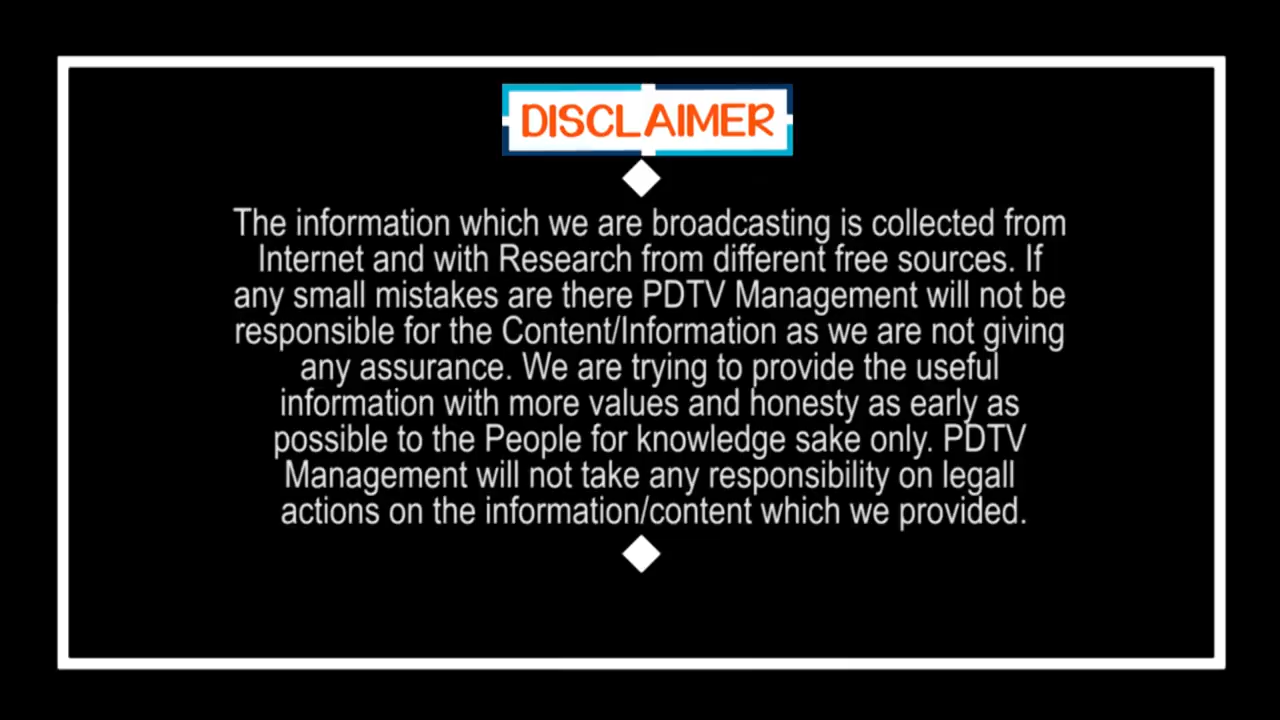 DISCLAIMER
The information which we are broadcasting is collected from
Internet and with Research from different free sources. If
any small mistakes are there PDTV Management will not be
responsible for the Content/Information as we are not giving
any assurance. We are trying to provide the useful
information with more values and honesty as early as
possible to the People for knowledge sake only. PDTV
Management will not take any responsibility on legall
actions on the information/content which we provided.